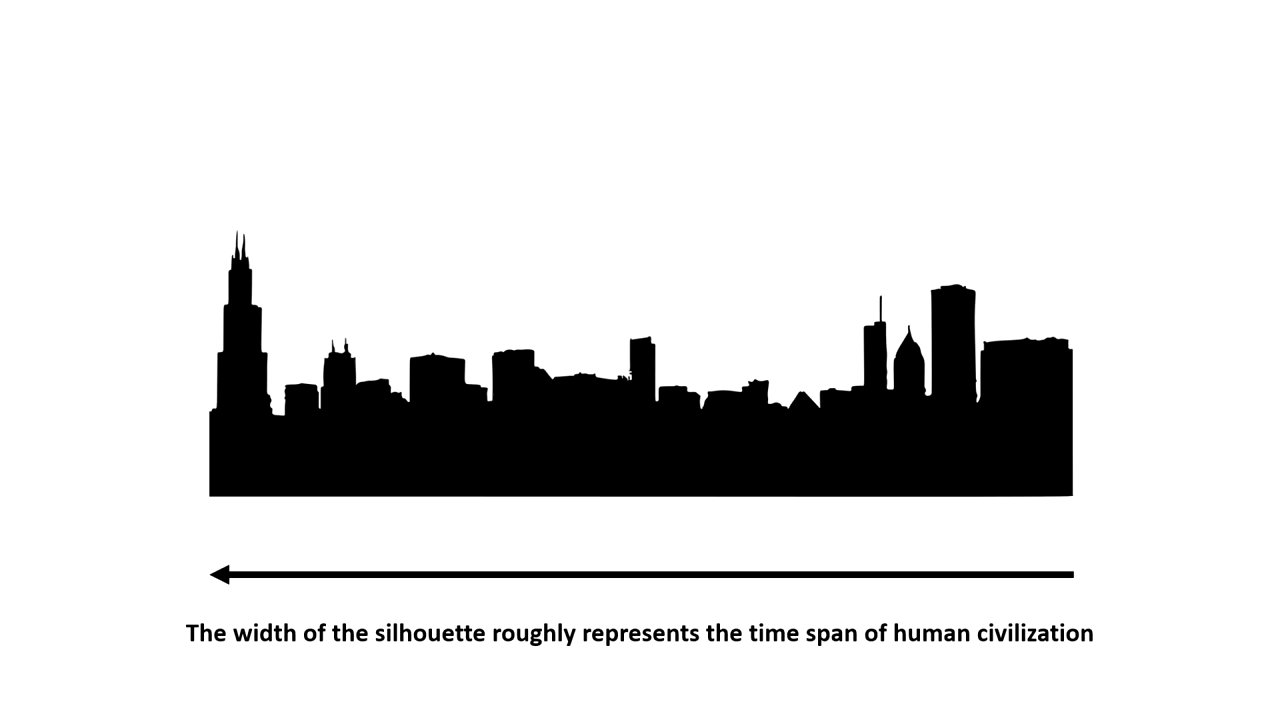 The width of the silhouette roughly represents the time span of human civilization